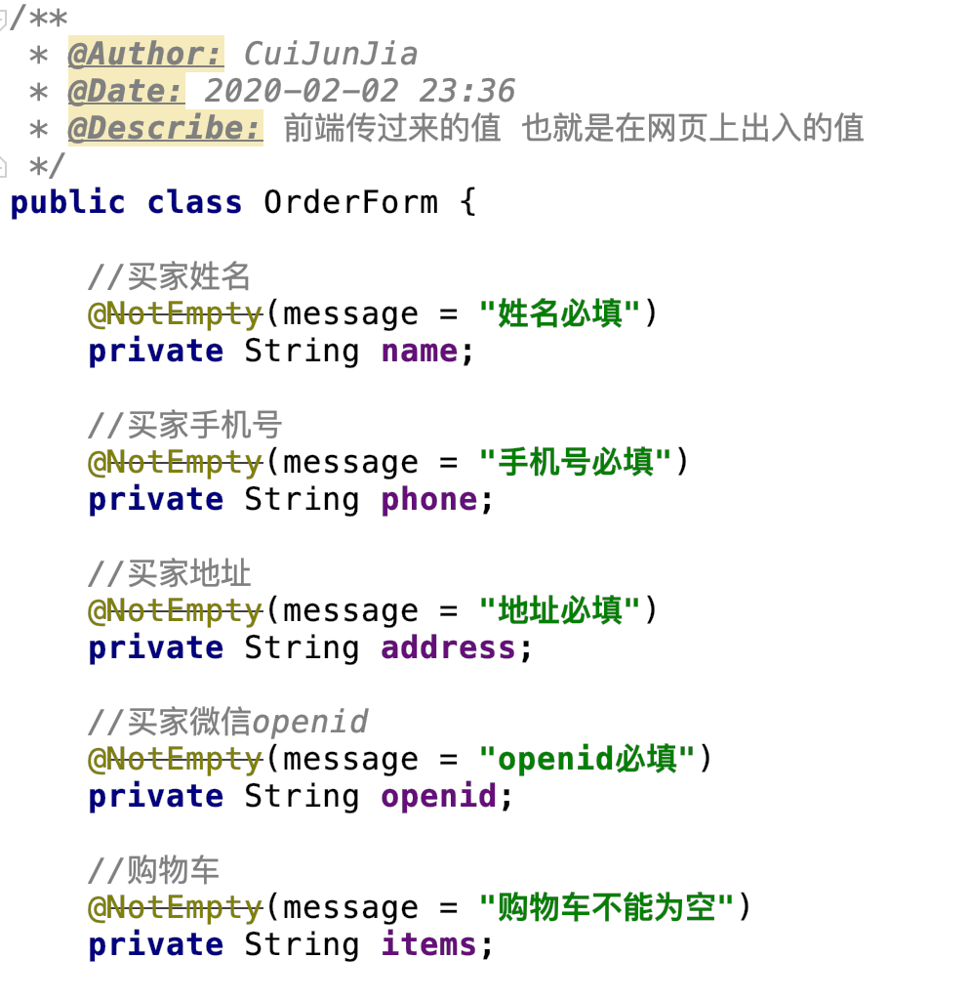 /**
 * @Author: CuiJunJia
 * @Date: 2020-02-02 23:36
 * @Describe: 前端传过来的值 也就是在网页上出入的值
 */
public class OrderForm {
//买家姓名
@NotEmpty(message = "姓名必填")
private String name;
//买家手机号
@NotEmpty(message = "手机号必填")
private String phone;
//买家地址
@NotEmpty(message = "地址必填")
private String address;
//买家微信openid
@NotEmpty(message = "openid必填")
private String openid;
//购物车
@NotEmpty(message = "购物车不能为空")
private String items;